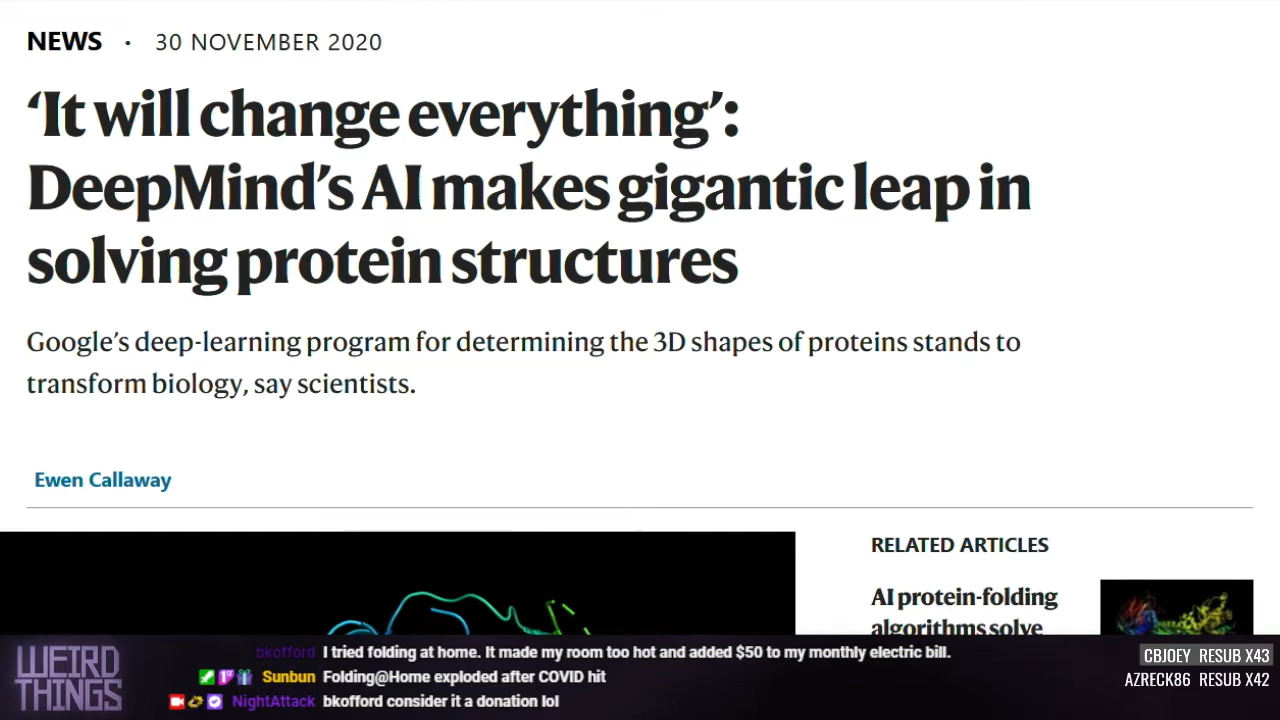 NEWS · 30 NOVEMBER 2020
‘It will change everything’:
DeepMind’s AI makes gigantic leap in
solving protein structures
Google’s deep-learning program for determining the 3D shapes of proteins stands to
transform biology, say scientists.
Ewen Callaway
RELATED ARTICLES
AI protein-folding
algorithms solve
WEIRD
THINGS
bkofford I tried folding at home. It made my room too hot and added $50 to my monthly electric bill.
Sunbun Folding@Home exploded after COVID hit
NightAttack bkofford consider it a donation lol
CBJOEY RESUB X43
AZRECK86 RESUB X42